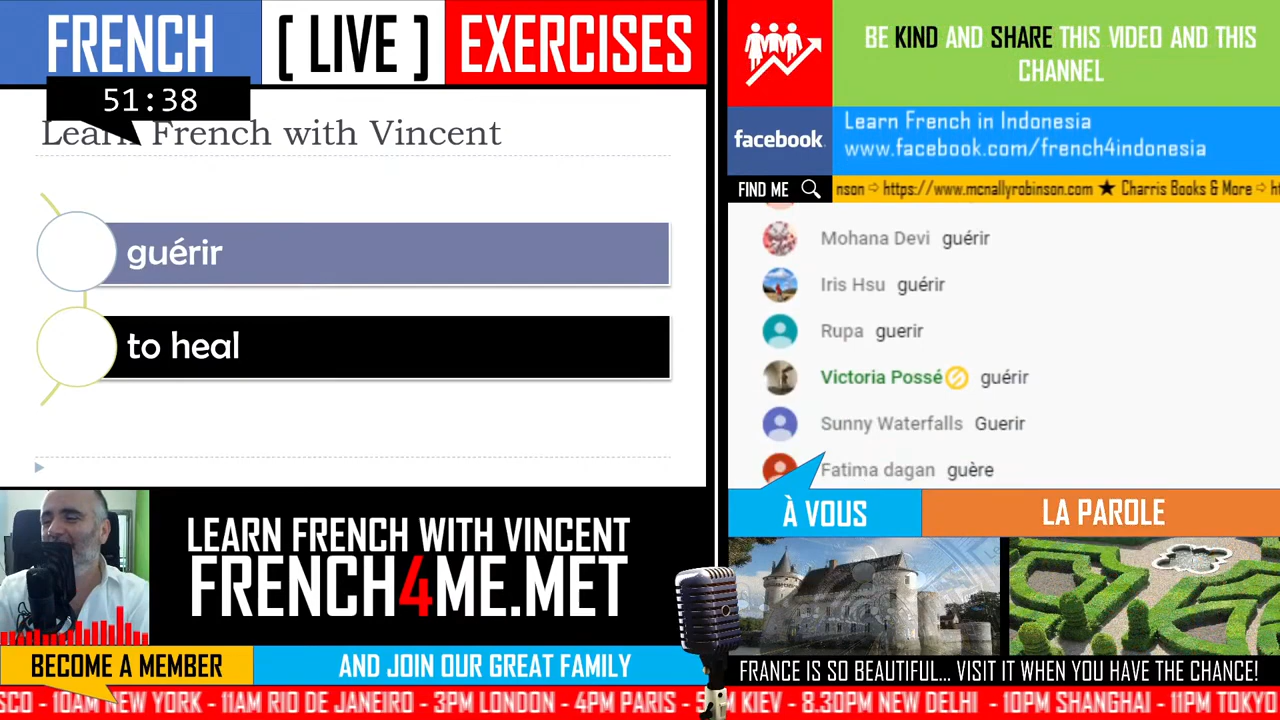 FRENCH [ LIVE ] EXERCISES
51:38
Learn French with Vincent
guérir
to heal
LEARN FRENCH WITH VINCENT
FRENCH4ME.MET
BECOME A MEMBER
AND JOIN OUR GREAT FAMILY
BE KIND AND SHARE THIS VIDEO AND THIS
CHANNEL
facebook.
Learn French in Indonesia
www.facebook.com/french4indonesia
FIND ME
nson ⇨ https://www.mcnallyrobinson.com ★ Charris Books & More ⇨
Mohana Devi guérir
Iris Hsu guérir
Rupa guerir
Victoria Possé guérir
Sunny Waterfalls Guerir
Fatima dagan guère
À VOUS
LA PAROLE
FRANCE IS SO BEAUTIFUL... VISIT IT WHEN YOU HAVE THE CHANCE!
SCO - 10AM NEW YORK - 11AM RIO DE JANEIRO - 3PM LONDON - 4PM PARIS - KIEV - 8.30PM NEW DELHI - 10PM SHANGHAI - 11PM TOKYO